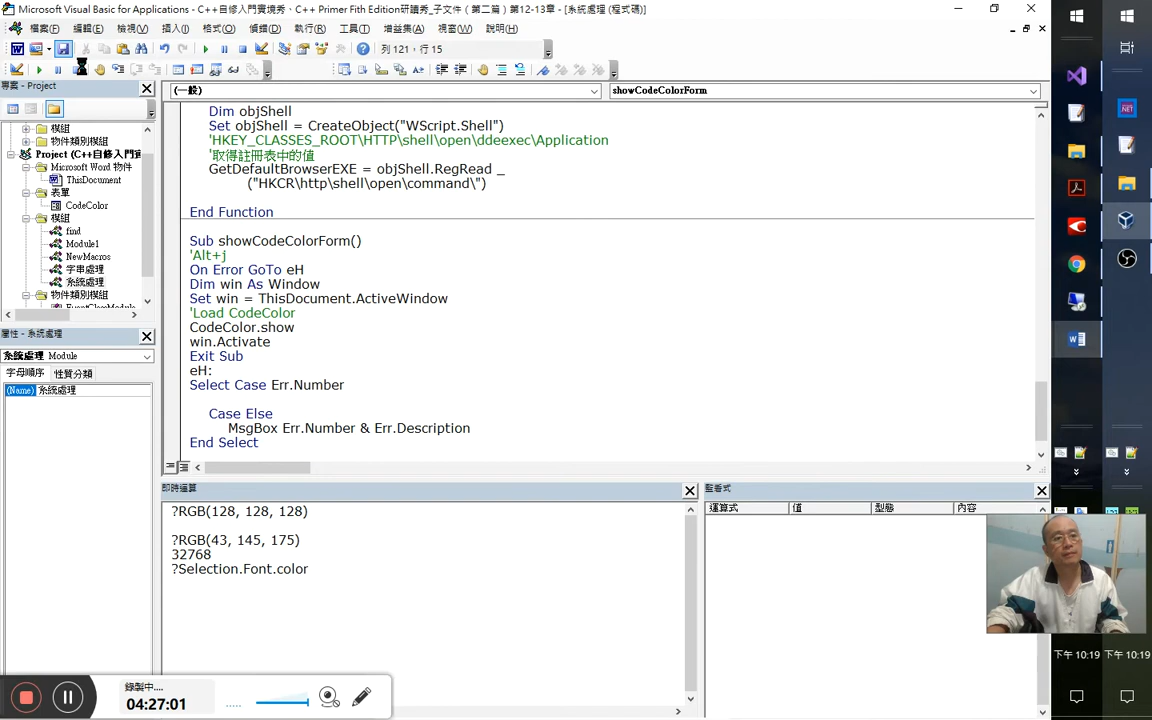 Microsoft Visual Basic for Applications - C++自修入門實境秀、C++ Primer Fifth Edition研讀秀_子文件（第二篇）第12-13章 - [系統處理 (程式碼)]
檔案(F) 編輯(E) 檢視(V) 插入(I) 格式(O) 偵錯(D) 執行(R) 工具(T) 增益集(A) 視窗(W) 說明(H)
列 121，行 15
專案 - Project
模組
物件類別模組
Project (C++自修入門實
Microsoft Word 物件
ThisDocument
表單
CodeColor
模組
find
Module1
NewMacros
字串處理
系統處理
物件類別模組
EventClassModule
屬性 - 系統處理
系統處理 Module
字母順序 性質分類
(Name) 系統處理
(一般) showCodeColorForm
Dim objShell
Set objShell = CreateObject("WScript.Shell")
'HKEY_CLASSES_ROOT\HTTP\shell\open\ddeexec\Application
'取得註冊表中的值
GetDefaultBrowserEXE = objShell.RegRead _
("HKCR\http\shell\open\command\")
End Function
Sub showCodeColorForm()
'Alt+j
On Error GoTo eH
Dim win As Window
Set win = ThisDocument.ActiveWindow
'Load CodeColor
CodeColor.show
win.Activate
Exit Sub
eH:
Select Case Err.Number
Case Else
MsgBox Err.Number & Err.Description
End Select
即時運算
?RGB(128, 128, 128)
?RGB(43, 145, 175)
32768
?Selection.Font.color
監看式
運算式 值 型態 內容
錄製中....
04:27:01
下午 10:19 下午 10:19